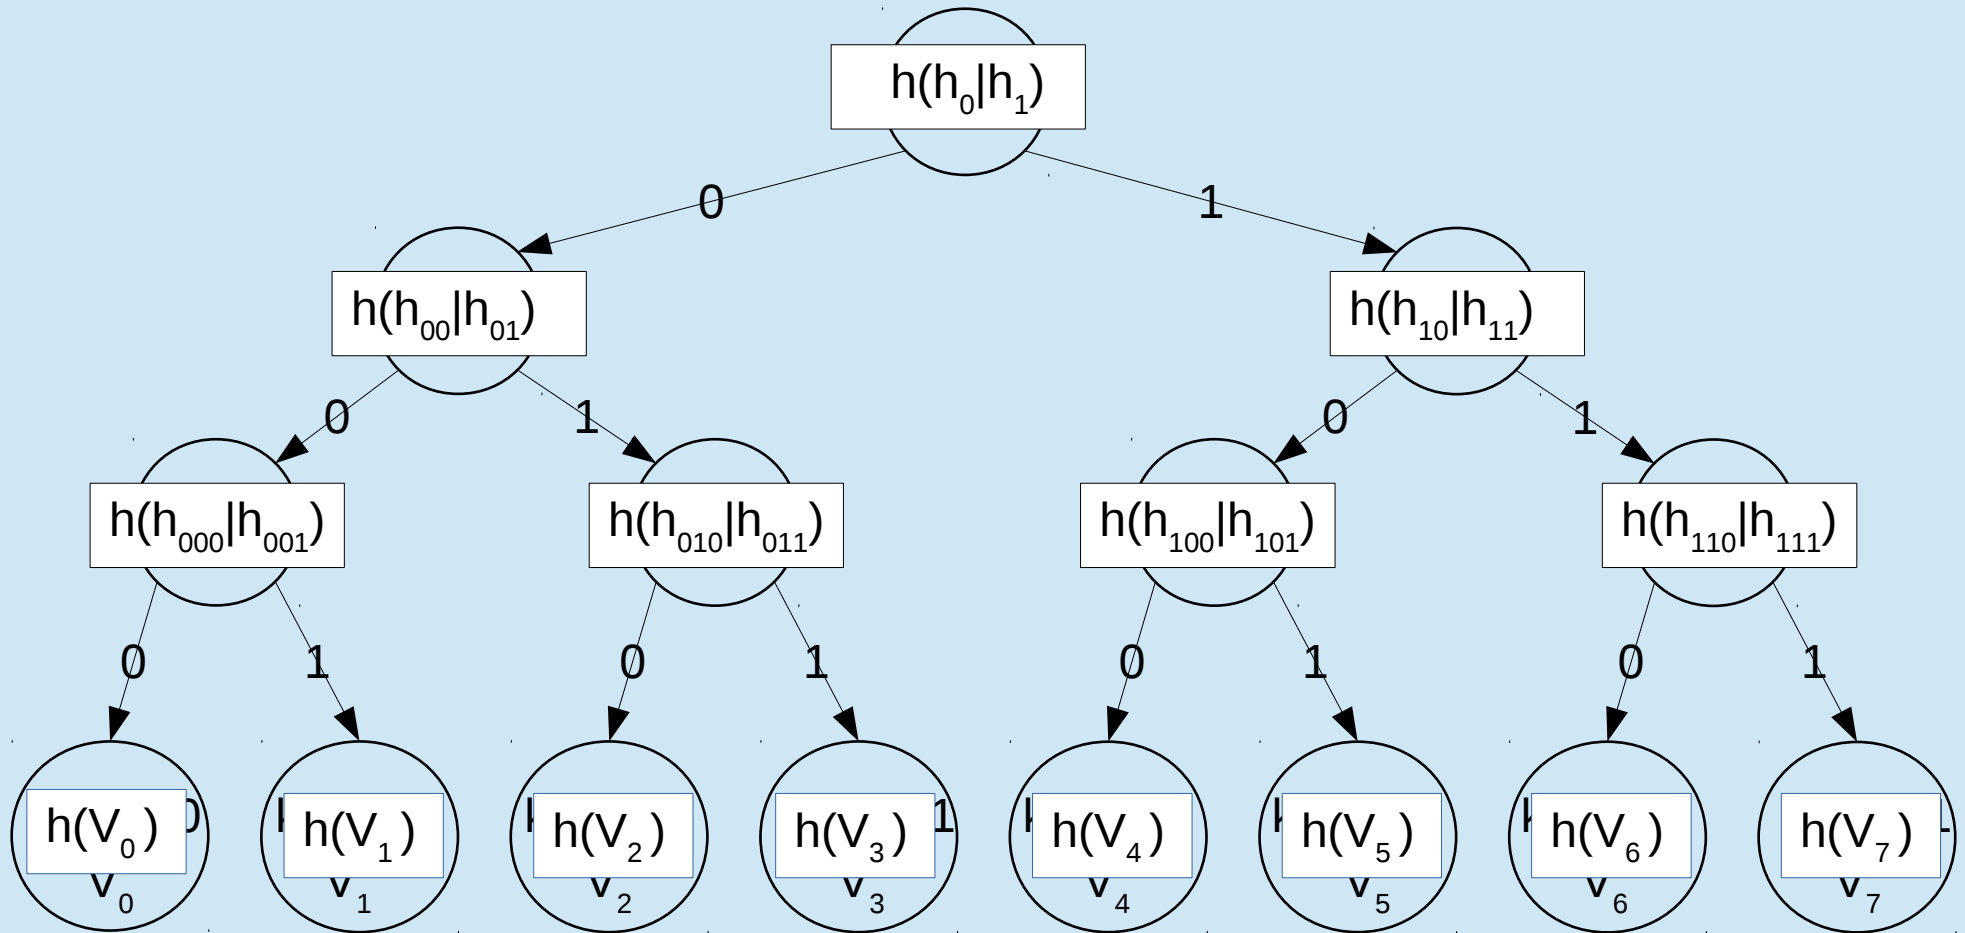 h(h₀|h₁)
0 1
h(h₀₀|h₀₁) h(h₁₀|h₁₁)
0 1 0 1
h(h₀₀₀|h₀₀₁) h(h₀₁₀|h₀₁₁) h(h₁₀₀|h₁₀₁) h(h₁₁₀|h₁₁₁)
0 1 0 1 0 1 0 1
h(V₀) h(V₁) h(V₂) h(V₃) h(V₄) h(V₅) h(V₆) h(V₇)
v₀ v₁ v₂ v₃ v₄ v₅ v₆ v₇